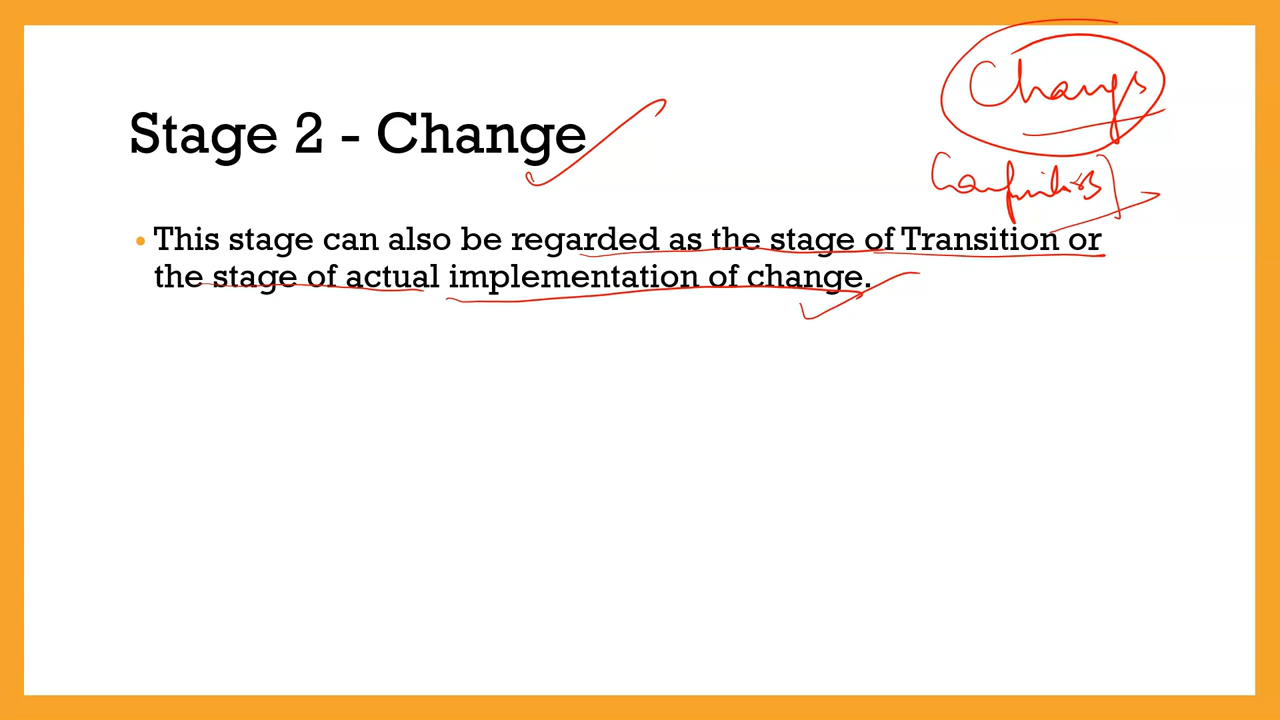 Change
Stage 2 - Change
• This stage can also be regarded as the stage of Transition or
the stage of actual implementation of change.